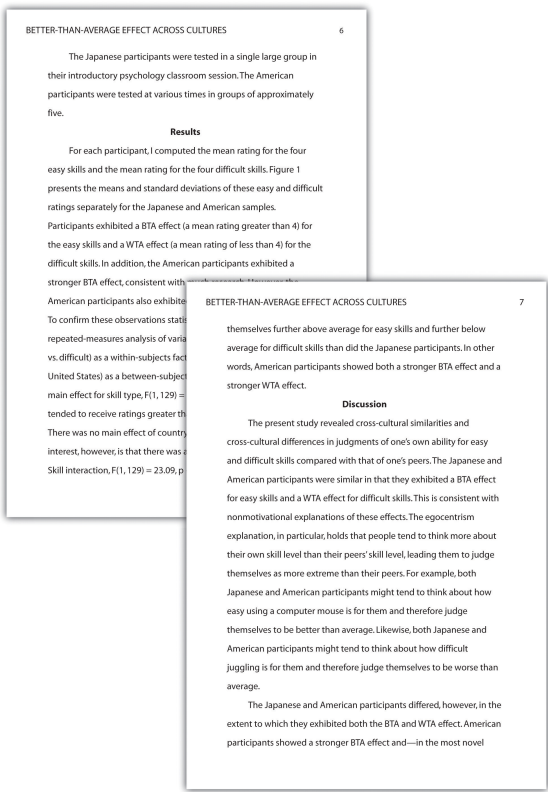 BETTER-THAN-AVERAGE EFFECT ACROSS CULTURES 6
The Japanese participants were tested in a single large group in
their introductory psychology classroom session. The American
participants were tested at various times in groups of approximately
five.
Results
For each participant, I computed the mean rating for the four
easy skills and the mean rating for the four difficult skills. Figure 1
presents the means and standard deviations of these easy and difficult
ratings separately for the Japanese and American samples.
Participants exhibited a BTA effect (a mean rating greater than 4) for
the easy skills and a WTA effect (a mean rating of less than 4) for the
difficult skills. In addition, the American participants exhibited a
stronger BTA effect, consistent with
American participants also exhibite
To confirm these observations statis
repeated-measures analysis of varia
vs. difficult) as a within-subjects fact
United States) as a between-subject
main effect for skill type, F(1, 129) =
tended to receive ratings greater th
There was no main effect of country
interest, however, is that there was a
Skill interaction, F(1, 129) = 23.09, p
BETTER-THAN-AVERAGE EFFECT ACROSS CULTURES 7
themselves further above average for easy skills and further below
average for difficult skills than did the Japanese participants. In other
words, American participants showed both a stronger BTA effect and a
stronger WTA effect.
Discussion
The present study revealed cross-cultural similarities and
cross-cultural differences in judgments of one's own ability for easy
and difficult skills compared with that of one's peers. The Japanese and
American participants were similar in that they exhibited a BTA effect
for easy skills and a WTA effect for difficult skills. This is consistent with
nonmotivational explanations of these effects. The egocentrism
explanation, in particular, holds that people tend to think more about
their own skill level than their peers' skill level, leading them to judge
themselves as more extreme than their peers. For example, both
Japanese and American participants might tend to think about how
easy using a computer mouse is for them and therefore judge
themselves to be better than average. Likewise, both Japanese and
American participants might tend to think about how difficult
juggling is for them and therefore judge themselves to be worse than
average.
The Japanese and American participants differed, however, in the
extent to which they exhibited both the BTA and WTA effect. American
participants showed a stronger BTA effect and—in the most novel